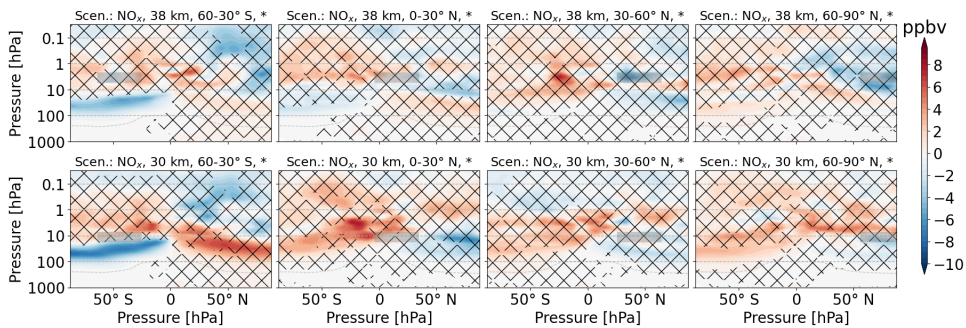 Scen.: NOₓ, 38 km, 60-30° S, *
Scen.: NOₓ, 38 km, 0-30° N, *
Scen.: NOₓ, 38 km, 30-60° N, *
Scen.: NOₓ, 38 km, 60-90° N, *
ppbv
Pressure [hPa]
0.1
1
10
100
1000
8
6
4
2
0
−2
−4
−6
−8
−10
Scen.: NOₓ, 30 km, 60-30° S, *
Scen.: NOₓ, 30 km, 0-30° N, *
Scen.: NOₓ, 30 km, 30-60° N, *
Scen.: NOₓ, 30 km, 60-90° N, *
Pressure [hPa]
0.1
1
10
100
1000
50° S 0 50° N
50° S 0 50° N
50° S 0 50° N
50° S 0 50° N
Pressure [hPa]
Pressure [hPa]
Pressure [hPa]
Pressure [hPa]